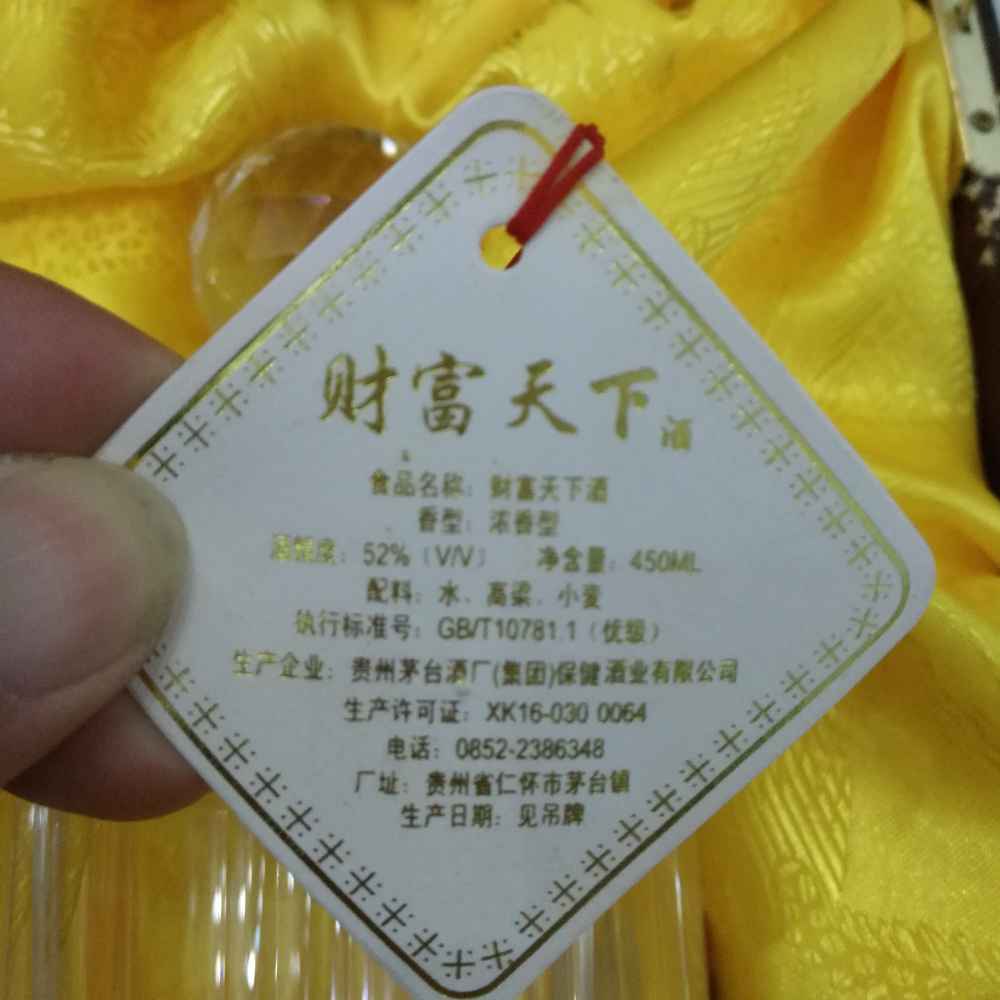 财富天下酒
食品名称：财富天下酒
香型：浓香型
酒精度：52%（V/V） 净含量：450ML
配料：水、高粱、小麦
执行标准号：GB/T10781.1（优级）
生产企业：贵州茅台酒厂(集团)保健酒业有限公司
生产许可证：XK16-030 0064
电话：0852-2386348
厂址：贵州省仁怀市茅台镇
生产日期：见吊牌